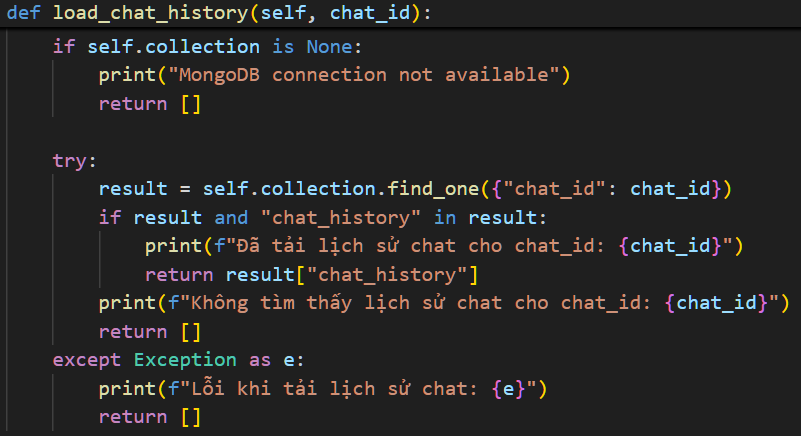 def load_chat_history(self, chat_id):
    if self.collection is None:
        print("MongoDB connection not available")
        return []

    try:
        result = self.collection.find_one({"chat_id": chat_id})
        if result and "chat_history" in result:
            print(f"Đã tải lịch sử chat cho chat_id: {chat_id}")
            return result["chat_history"]
        print(f"Không tìm thấy lịch sử chat cho chat_id: {chat_id}")
        return []
    except Exception as e:
        print(f"Lỗi khi tải lịch sử chat: {e}")
        return []